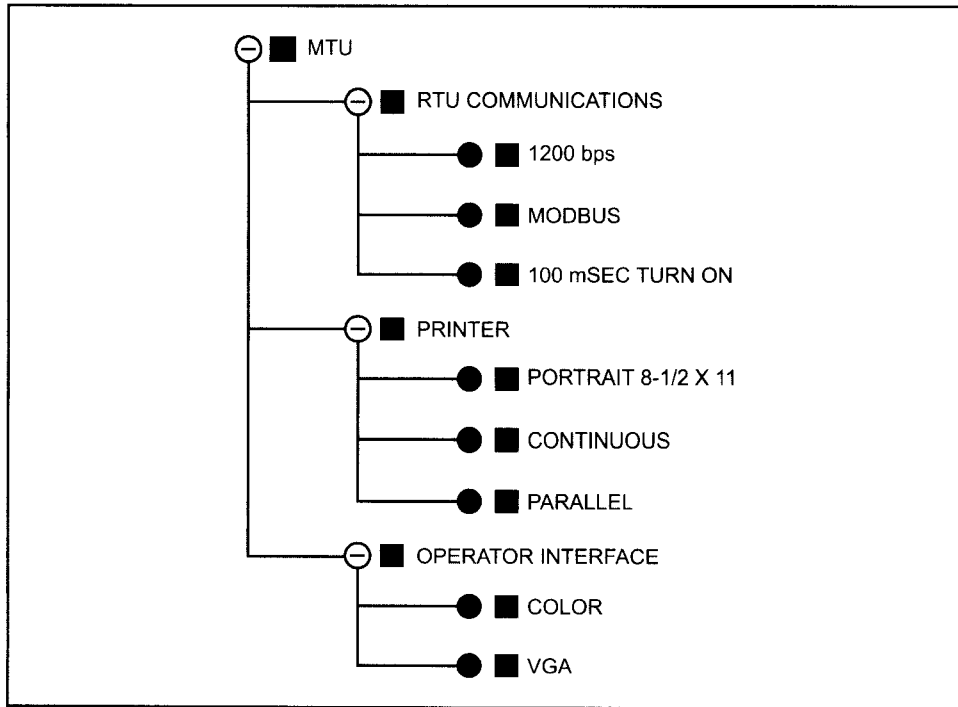 MTU
RTU COMMUNICATIONS
1200 bps
MODBUS
100 mSEC TURN ON
PRINTER
PORTRAIT 8-1/2 X 11
CONTINUOUS
PARALLEL
OPERATOR INTERFACE
COLOR
VGA